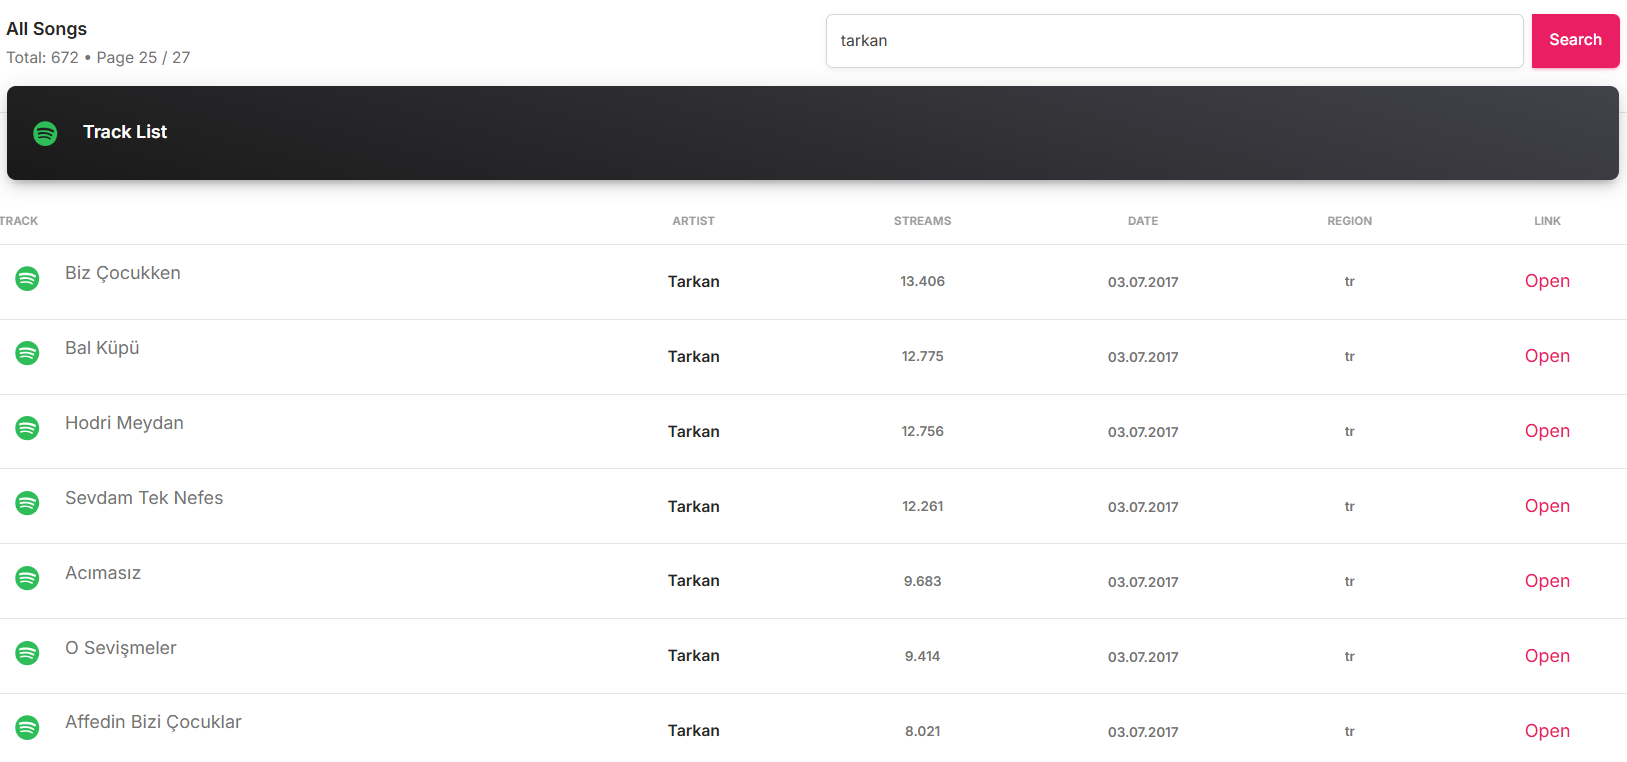 All Songs
Total: 672 • Page 25 / 27
tarkan
Search
Track List
TRACK ARTIST STREAMS DATE REGION LINK
Biz Çocukken Tarkan 13.406 03.07.2017 tr Open
Bal Küpü Tarkan 12.775 03.07.2017 tr Open
Hodri Meydan Tarkan 12.756 03.07.2017 tr Open
Sevdam Tek Nefes Tarkan 12.261 03.07.2017 tr Open
Acımasız Tarkan 9.683 03.07.2017 tr Open
O Sevişmeler Tarkan 9.414 03.07.2017 tr Open
Affedin Bizi Çocuklar Tarkan 8.021 03.07.2017 tr Open